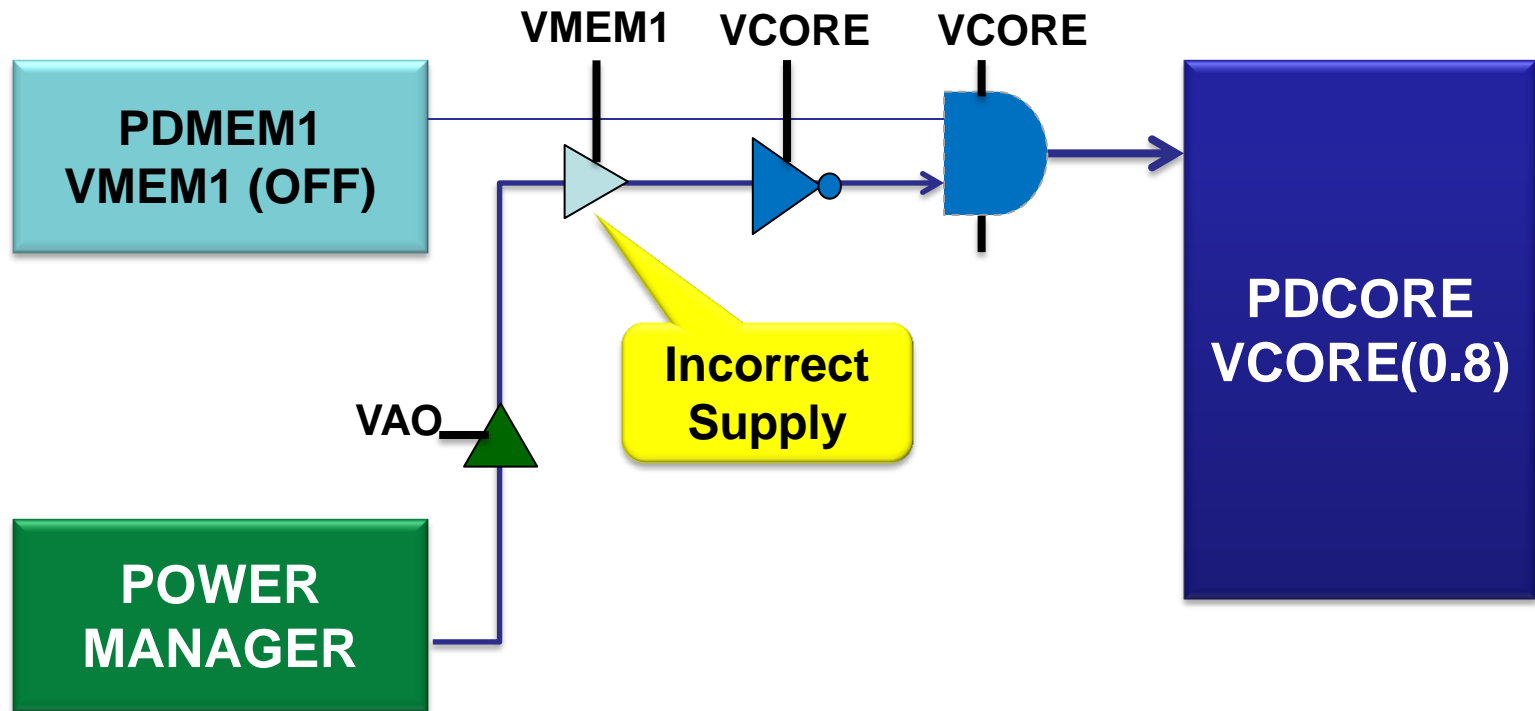 VMEM1
VCORE
VCORE
PDMEM1
VMEM1 (OFF)
PDCORE
VCORE(0.8)
Incorrect
Supply
VAO
POWER
MANAGER